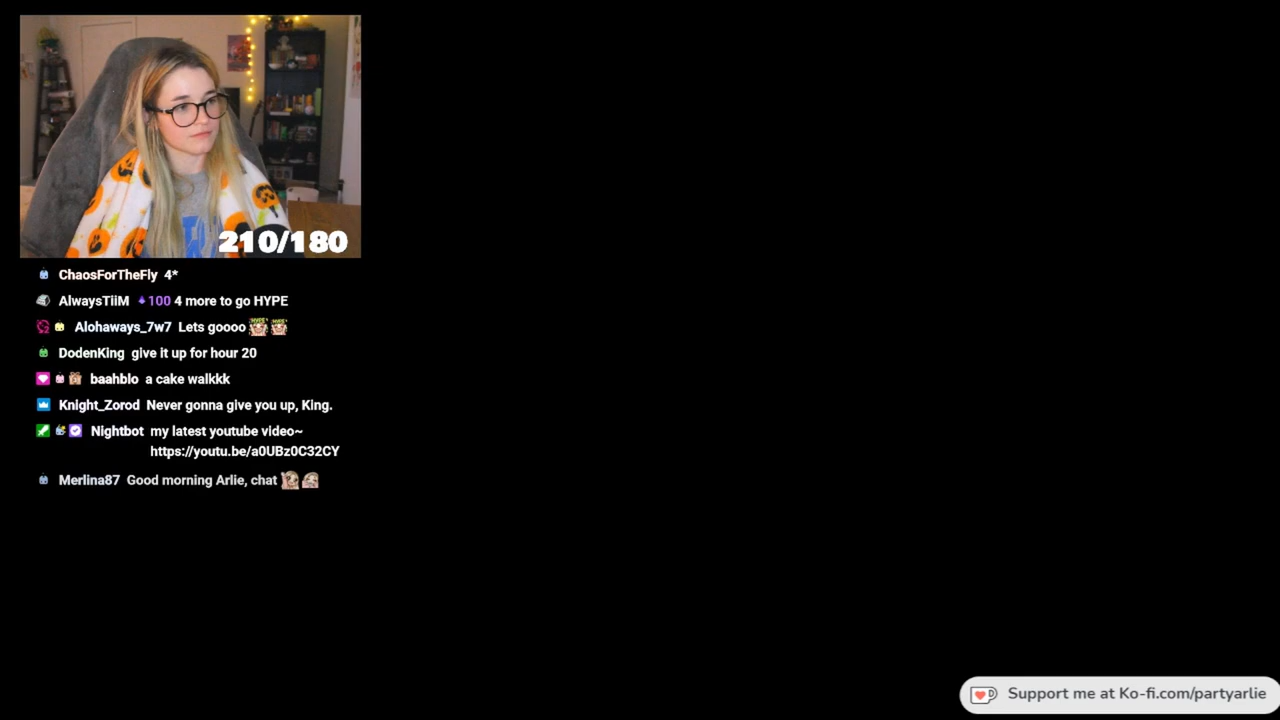 210/180
ChaosForTheFly 4*
AlwaysTiiM 100 4 more to go HYPE
Alohaways_7w7 Lets goooo
DodenKing give it up for hour 20
baahblo a cake walkkk
Knight_Zorod Never gonna give you up, King.
Nightbot my latest youtube video~
https://youtu.be/a0UBz0C32CY
Merlina87 Good morning Arlie, chat
Support me at Ko-fi.com/partyarlie